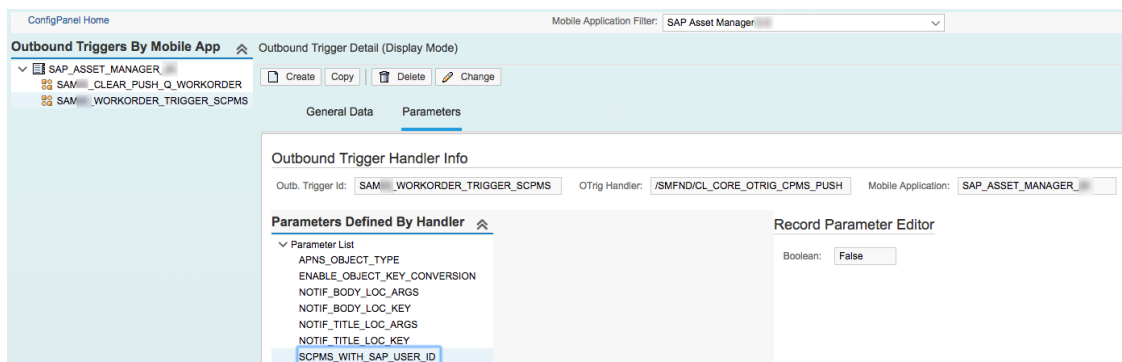 ConfigPanel Home
Mobile Application Filter: SAP Asset Manager
Outbound Triggers By Mobile App
Outbound Trigger Detail (Display Mode)
SAP_ASSET_MANAGER_
SAM _CLEAR_PUSH_Q_WORKORDER
SAM _WORKORDER_TRIGGER_SCPMS
Create Copy Delete Change
General Data Parameters
Outbound Trigger Handler Info
Outb. Trigger Id: SAM _WORKORDER_TRIGGER_SCPMS OTrig Handler: /SMFND/CL_CORE_OTRIG_CPMS_PUSH Mobile Application: SAP_ASSET_MANAGER_
Parameters Defined By Handler
Record Parameter Editor
Parameter List
Boolean: False
APNS_OBJECT_TYPE
ENABLE_OBJECT_KEY_CONVERSION
NOTIF_BODY_LOC_ARGS
NOTIF_BODY_LOC_KEY
NOTIF_TITLE_LOC_ARGS
NOTIF_TITLE_LOC_KEY
SCPMS_WITH_SAP_USER_ID